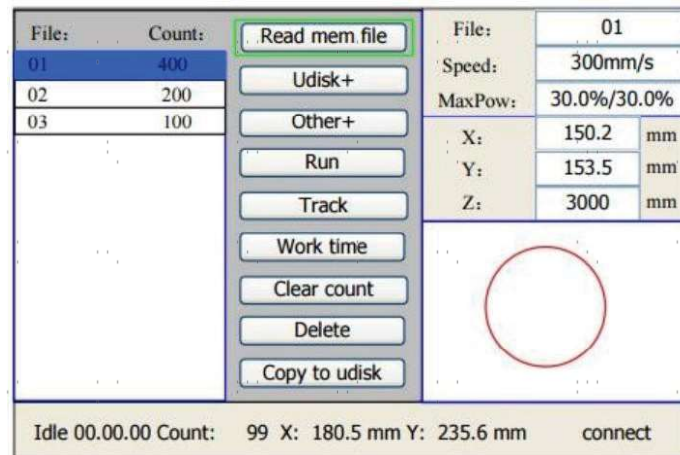 File: Count:
01 400
02 200
03 100
Read mem file
Udisk+
Other+
Run
Track
Work time
Clear count
Delete
Copy to udisk
File: 01
Speed: 300mm/s
MaxPow: 30.0%/30.0%
X: 150.2 mm
Y: 153.5 mm
Z: 3000 mm
Idle 00.00.00 Count: 99 X: 180.5 mm Y: 235.6 mm connect